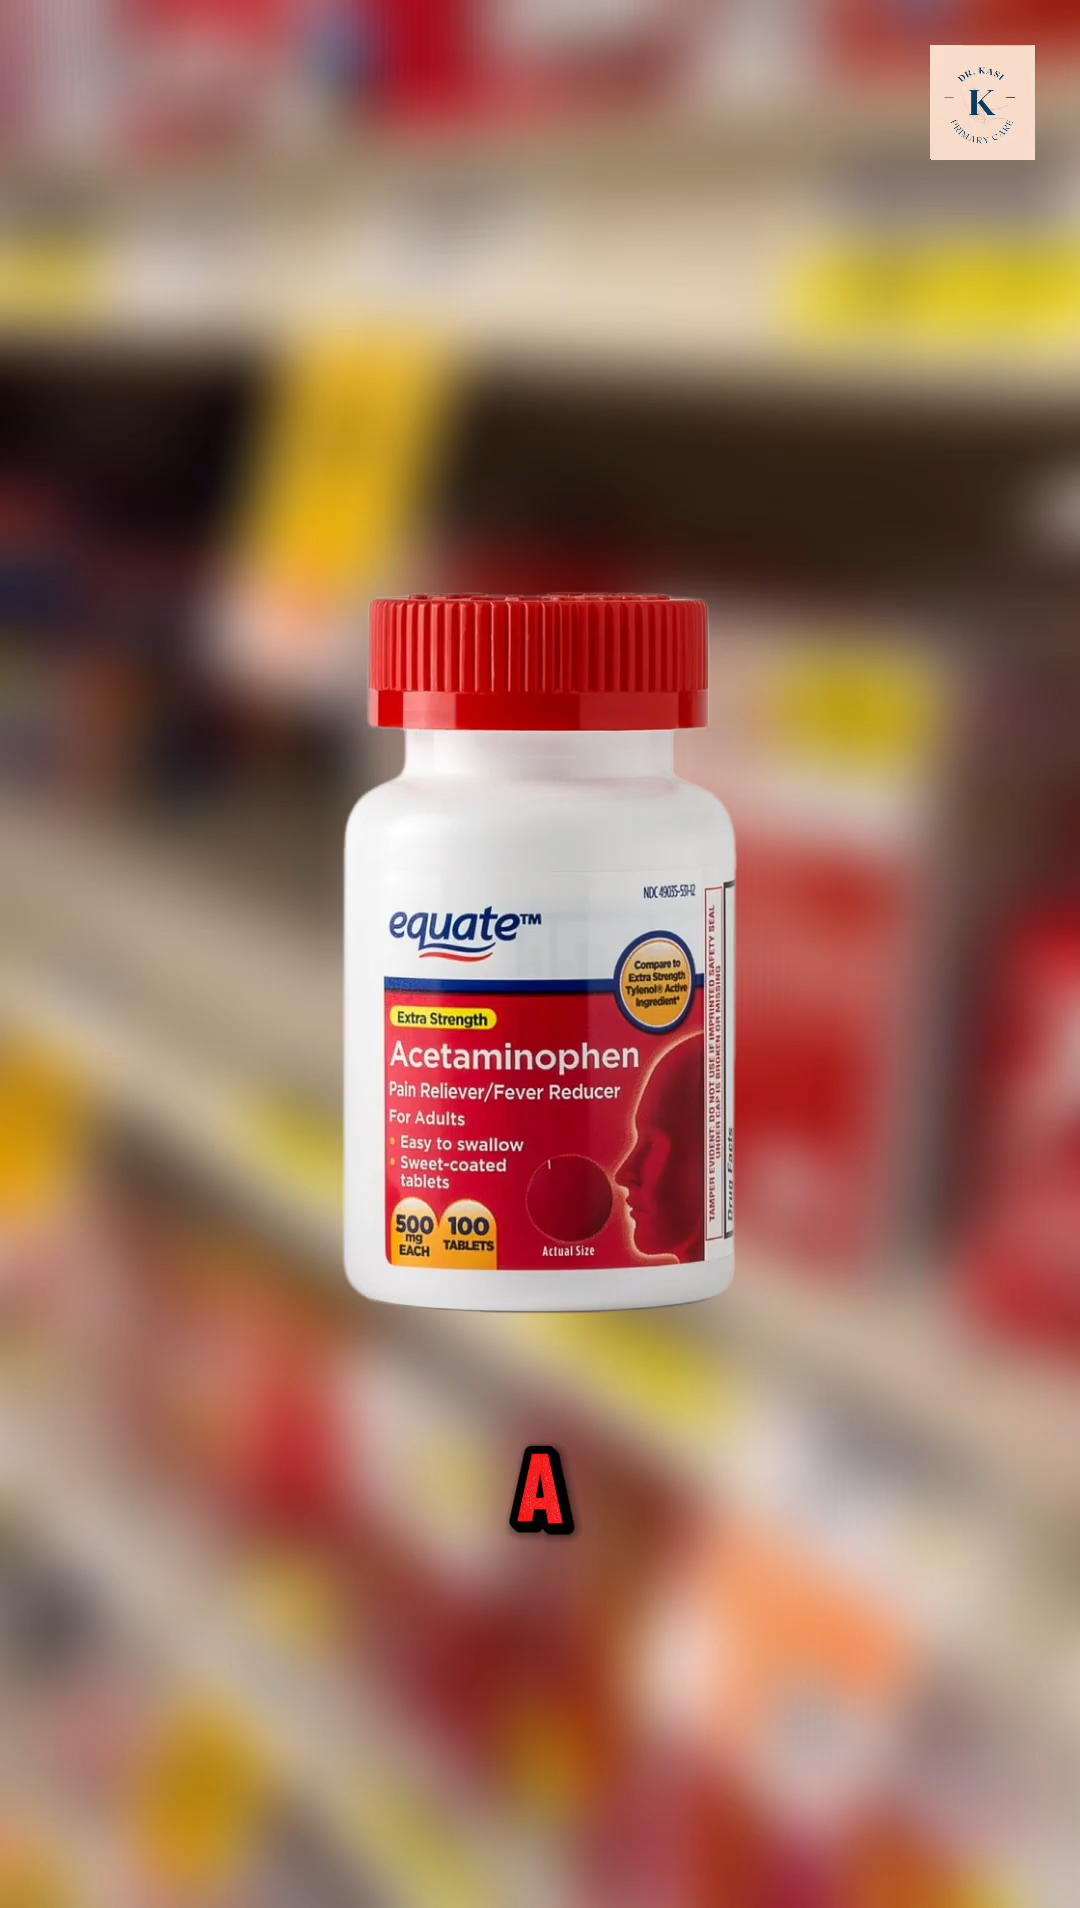 DR. KASI
K
PRIMARY CARE
NDC 49035-531-12
equate™
Compare to
Extra Strength
Tylenol® Active
Ingredient*
Extra Strength
Acetaminophen
Pain Reliever/Fever Reducer
For Adults
• Easy to swallow
• Sweet-coated
tablets
500
mg
EACH
100
TABLETS
Actual Size
TAMPER EVIDENT: DO NOT USE IF IMPRINTED SAFETY SEAL
UNDER CAP IS BROKEN OR MISSING
Drug Facts
A